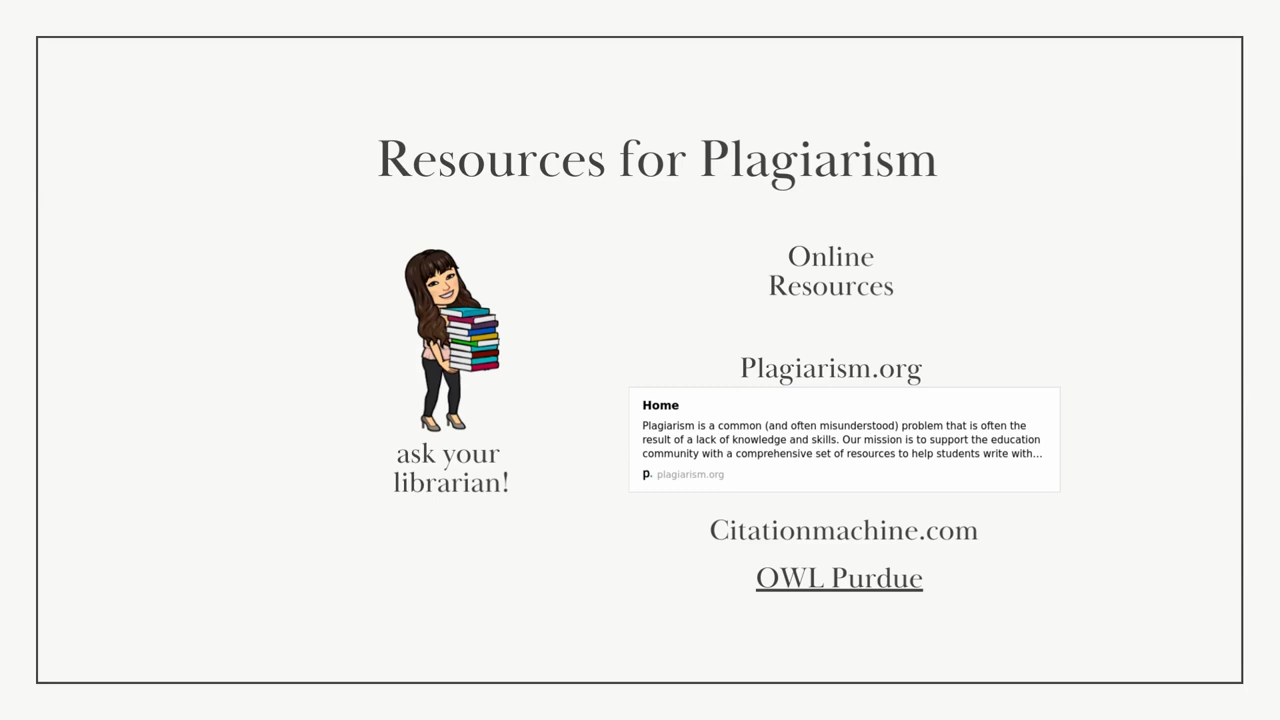 Resources for Plagiarism
ask your
librarian!
Online
Resources
Plagiarism.org
Home
Plagiarism is a common (and often misunderstood) problem that is often the
result of a lack of knowledge and skills. Our mission is to support the education
community with a comprehensive set of resources to help students write with...
p. plagiarism.org
Citationmachine.com
OWL Purdue